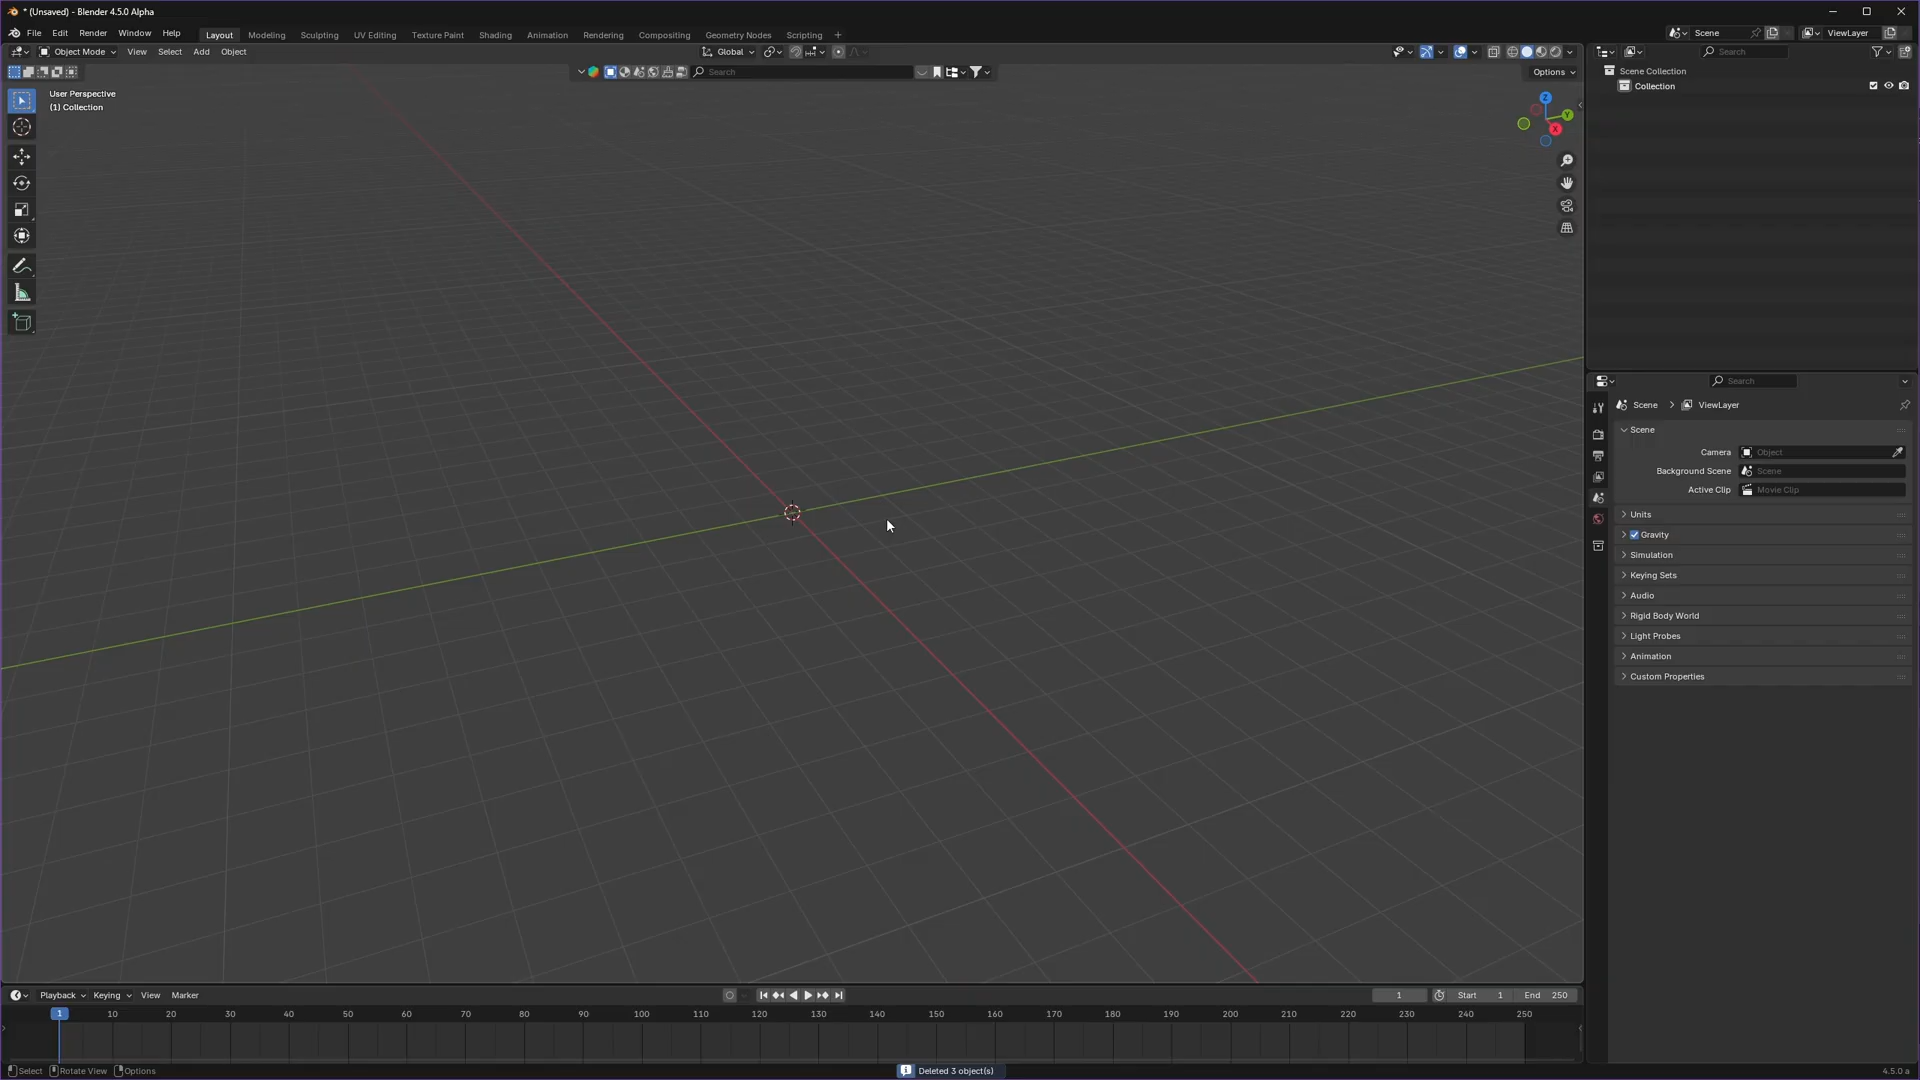 * (Unsaved) - Blender 4.5.0 Alpha
File Edit Render Window Help Layout Modeling Sculpting UV Editing Texture Paint Shading Animation Rendering Compositing Geometry Nodes Scripting +
Scene ViewLayer
Object Mode View Select Add Object Global
Search
Search
Options
User Perspective
(1) Collection
Z
Y
X
Scene Collection
Collection
Search
Scene ViewLayer
Scene
Camera Object
Background Scene Scene
Active Clip Movie Clip
Units
Gravity
Simulation
Keying Sets
Audio
Rigid Body World
Light Probes
Animation
Custom Properties
Playback Keying View Marker 1 Start 1 End 250
1 10 20 30 40 50 60 70 80 90 100 110 120 130 140 150 160 170 180 190 200 210 220 230 240 250
Select Rotate View Options Deleted 3 object(s) 4.5.0 a